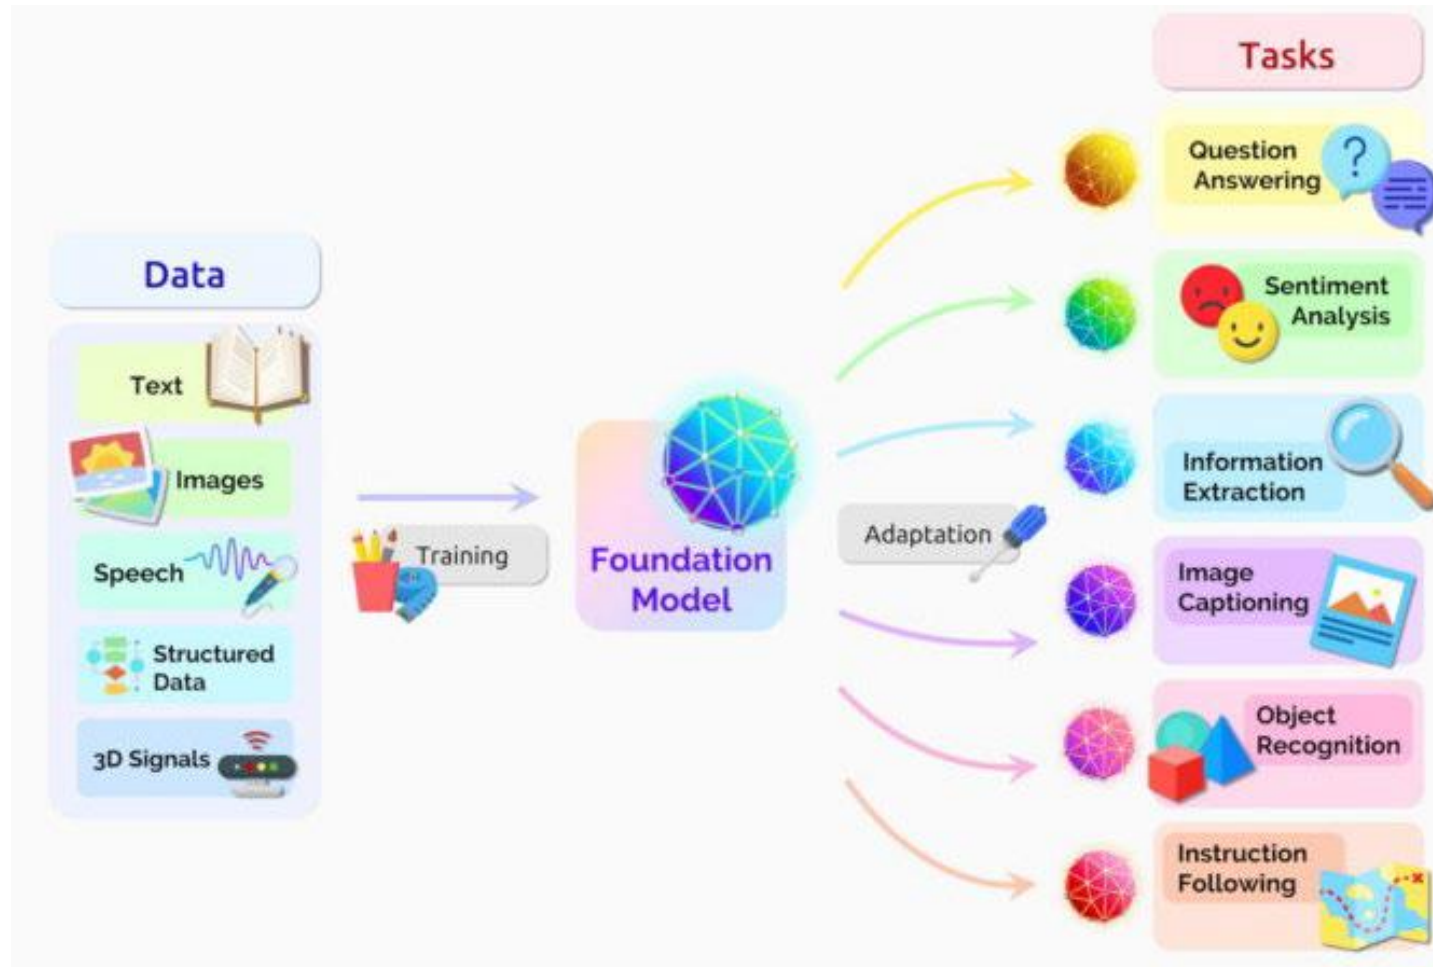 Tasks
Question
Answering
?
Sentiment
Analysis
Data
Text
Information
Extraction
Images
Training
Foundation
Model
Adaptation
Speech
Image
Captioning
Structured
Data
3D Signals
Object
Recognition
Instruction
Following